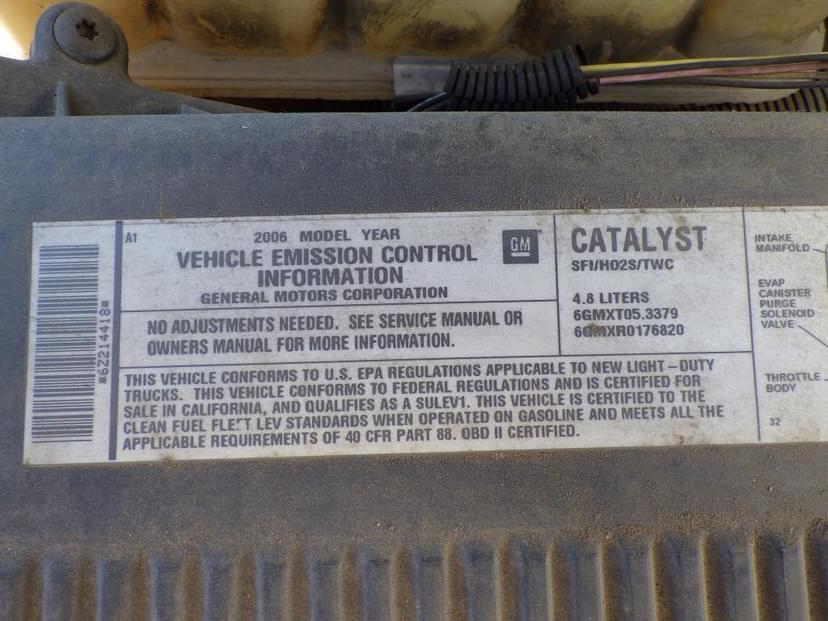 *6Z214418*
A1
2006 MODEL YEAR
VEHICLE EMISSION CONTROL
INFORMATION
GENERAL MOTORS CORPORATION
GM
NO ADJUSTMENTS NEEDED. SEE SERVICE MANUAL OR
OWNERS MANUAL FOR MORE INFORMATION.
CATALYST
SFI/HO2S/TWC
4.8 LITERS
6GMXT05.3379
6GMXR0176820
THIS VEHICLE CONFORMS TO U.S. EPA REGULATIONS APPLICABLE TO NEW LIGHT-DUTY
TRUCKS. THIS VEHICLE CONFORMS TO FEDERAL REGULATIONS AND IS CERTIFIED FOR
SALE IN CALIFORNIA, AND QUALIFIES AS A SULEV1. THIS VEHICLE IS CERTIFIED TO THE
CLEAN FUEL FLEET LEV STANDARDS WHEN OPERATED ON GASOLINE AND MEETS ALL THE
APPLICABLE REQUIREMENTS OF 40 CFR PART 88. OBD II CERTIFIED.
INTAKE
MANIFOLD
EVAP
CANISTER
PURGE
SOLENOID
VALVE
THROTTLE
BODY
32